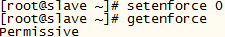 [root@slave ~]# setenforce 0
[root@slave ~]# getenforce
Permissive